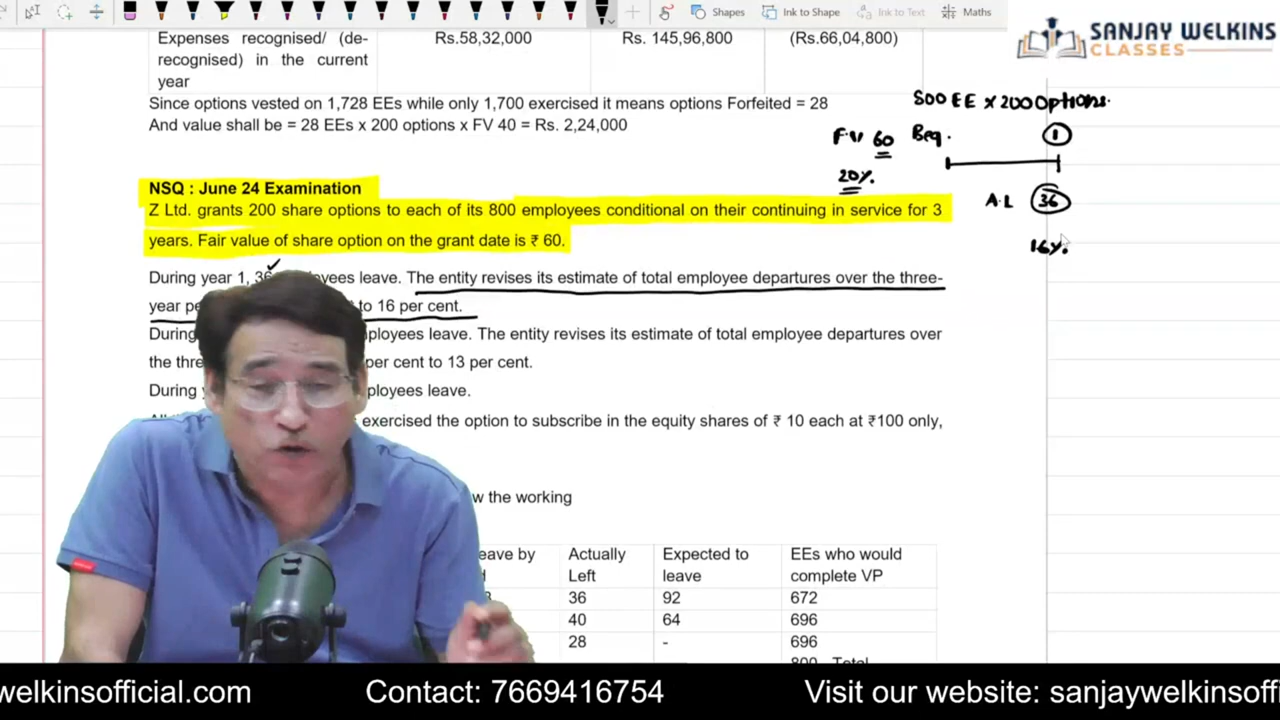 Shapes
Ink to Shape
Ink to Text
Maths
SANJAY WELKINS
CLASSES
Expenses recognised/ (de-
recognised) in the current
year
Rs.58,32,000
Rs. 145,96,800
(Rs.66,04,800)
Since options vested on 1,728 EEs while only 1,700 exercised it means options Forfeited = 28
And value shall be = 28 EEs x 200 options x FV 40 = Rs. 2,24,000
800 EE x 200 Options.
F.V 60
Beg.
1
20%.
A.L
36
16%.
NSQ : June 24 Examination
Z Ltd. grants 200 share options to each of its 800 employees conditional on their continuing in service for 3
years. Fair value of share option on the grant date is ₹ 60.
During year 1, 36 employees leave. The entity revises its estimate of total employee departures over the three-
year to 16 per cent.
During leave. The entity revises its estimate of total employee departures over
the per cent to 13 per cent.
During leave.
exercised the option to subscribe in the equity shares of ₹ 10 each at ₹100 only,
the working
leave by
Actually
Left
Expected to
leave
EEs who would
complete VP
36 92 672
40 64 696
28 - 696
welkinsofficial.com
Contact: 7669416754
Visit our website: sanjaywelkinsoffi